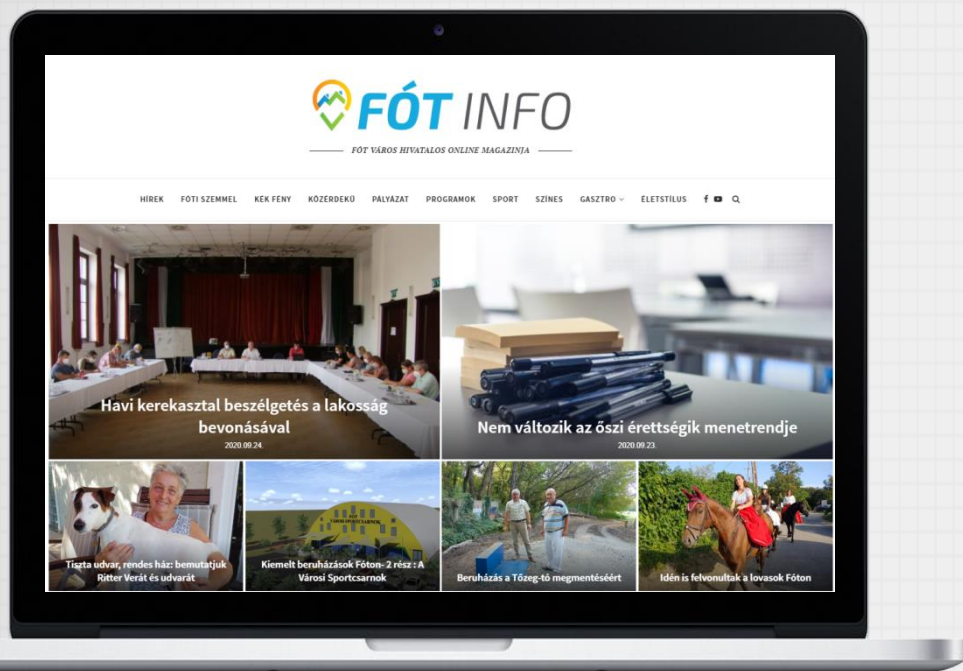 FÓT INFO
FÓT VÁROS HIVATALOS ONLINE MAGAZINJA
HÍREK FÓTI SZEMMEL KÉK FÉNY KÖZÉRDEKŰ PÁLYÁZAT PROGRAMOK SPORT SZÍNES GASZTRO ÉLETSTÍLUS
Havi kerekasztal beszélgetés a lakosság
bevonásával
2020.09.24.
Nem változik az őszi érettségik menetrendje
2020.09.23.
Tiszta udvar, rendes ház: bemutatjuk
Ritter Verát és udvarát
FÓT
VÁROSI SPORTCSARNOK
Kiemelt beruházások Fóton- 2 rész : A
Városi Sportcsarnok
Beruházás a Tőzeg-tó megmentéséért
Idén is felvonultak a lovasok Fóton